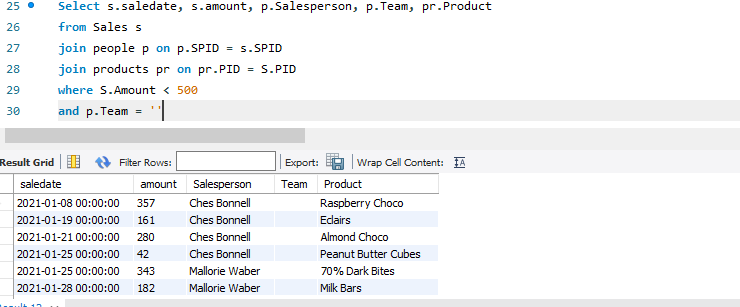 25 Select s.saledate, s.amount, p.Salesperson, p.Team, pr.Product
26 from Sales s
27 join people p on p.SPID = s.SPID
28 join products pr on pr.PID = S.PID
29 where S.Amount < 500
30 and p.Team = ''
Result Grid Filter Rows: Export: Wrap Cell Content:
saledate amount Salesperson Team Product
2021-01-08 00:00:00 357 Ches Bonnell Raspberry Choco
2021-01-19 00:00:00 161 Ches Bonnell Eclairs
2021-01-21 00:00:00 280 Ches Bonnell Almond Choco
2021-01-25 00:00:00 42 Ches Bonnell Peanut Butter Cubes
2021-01-25 00:00:00 343 Mallorie Waber 70% Dark Bites
2021-01-28 00:00:00 182 Mallorie Waber Milk Bars